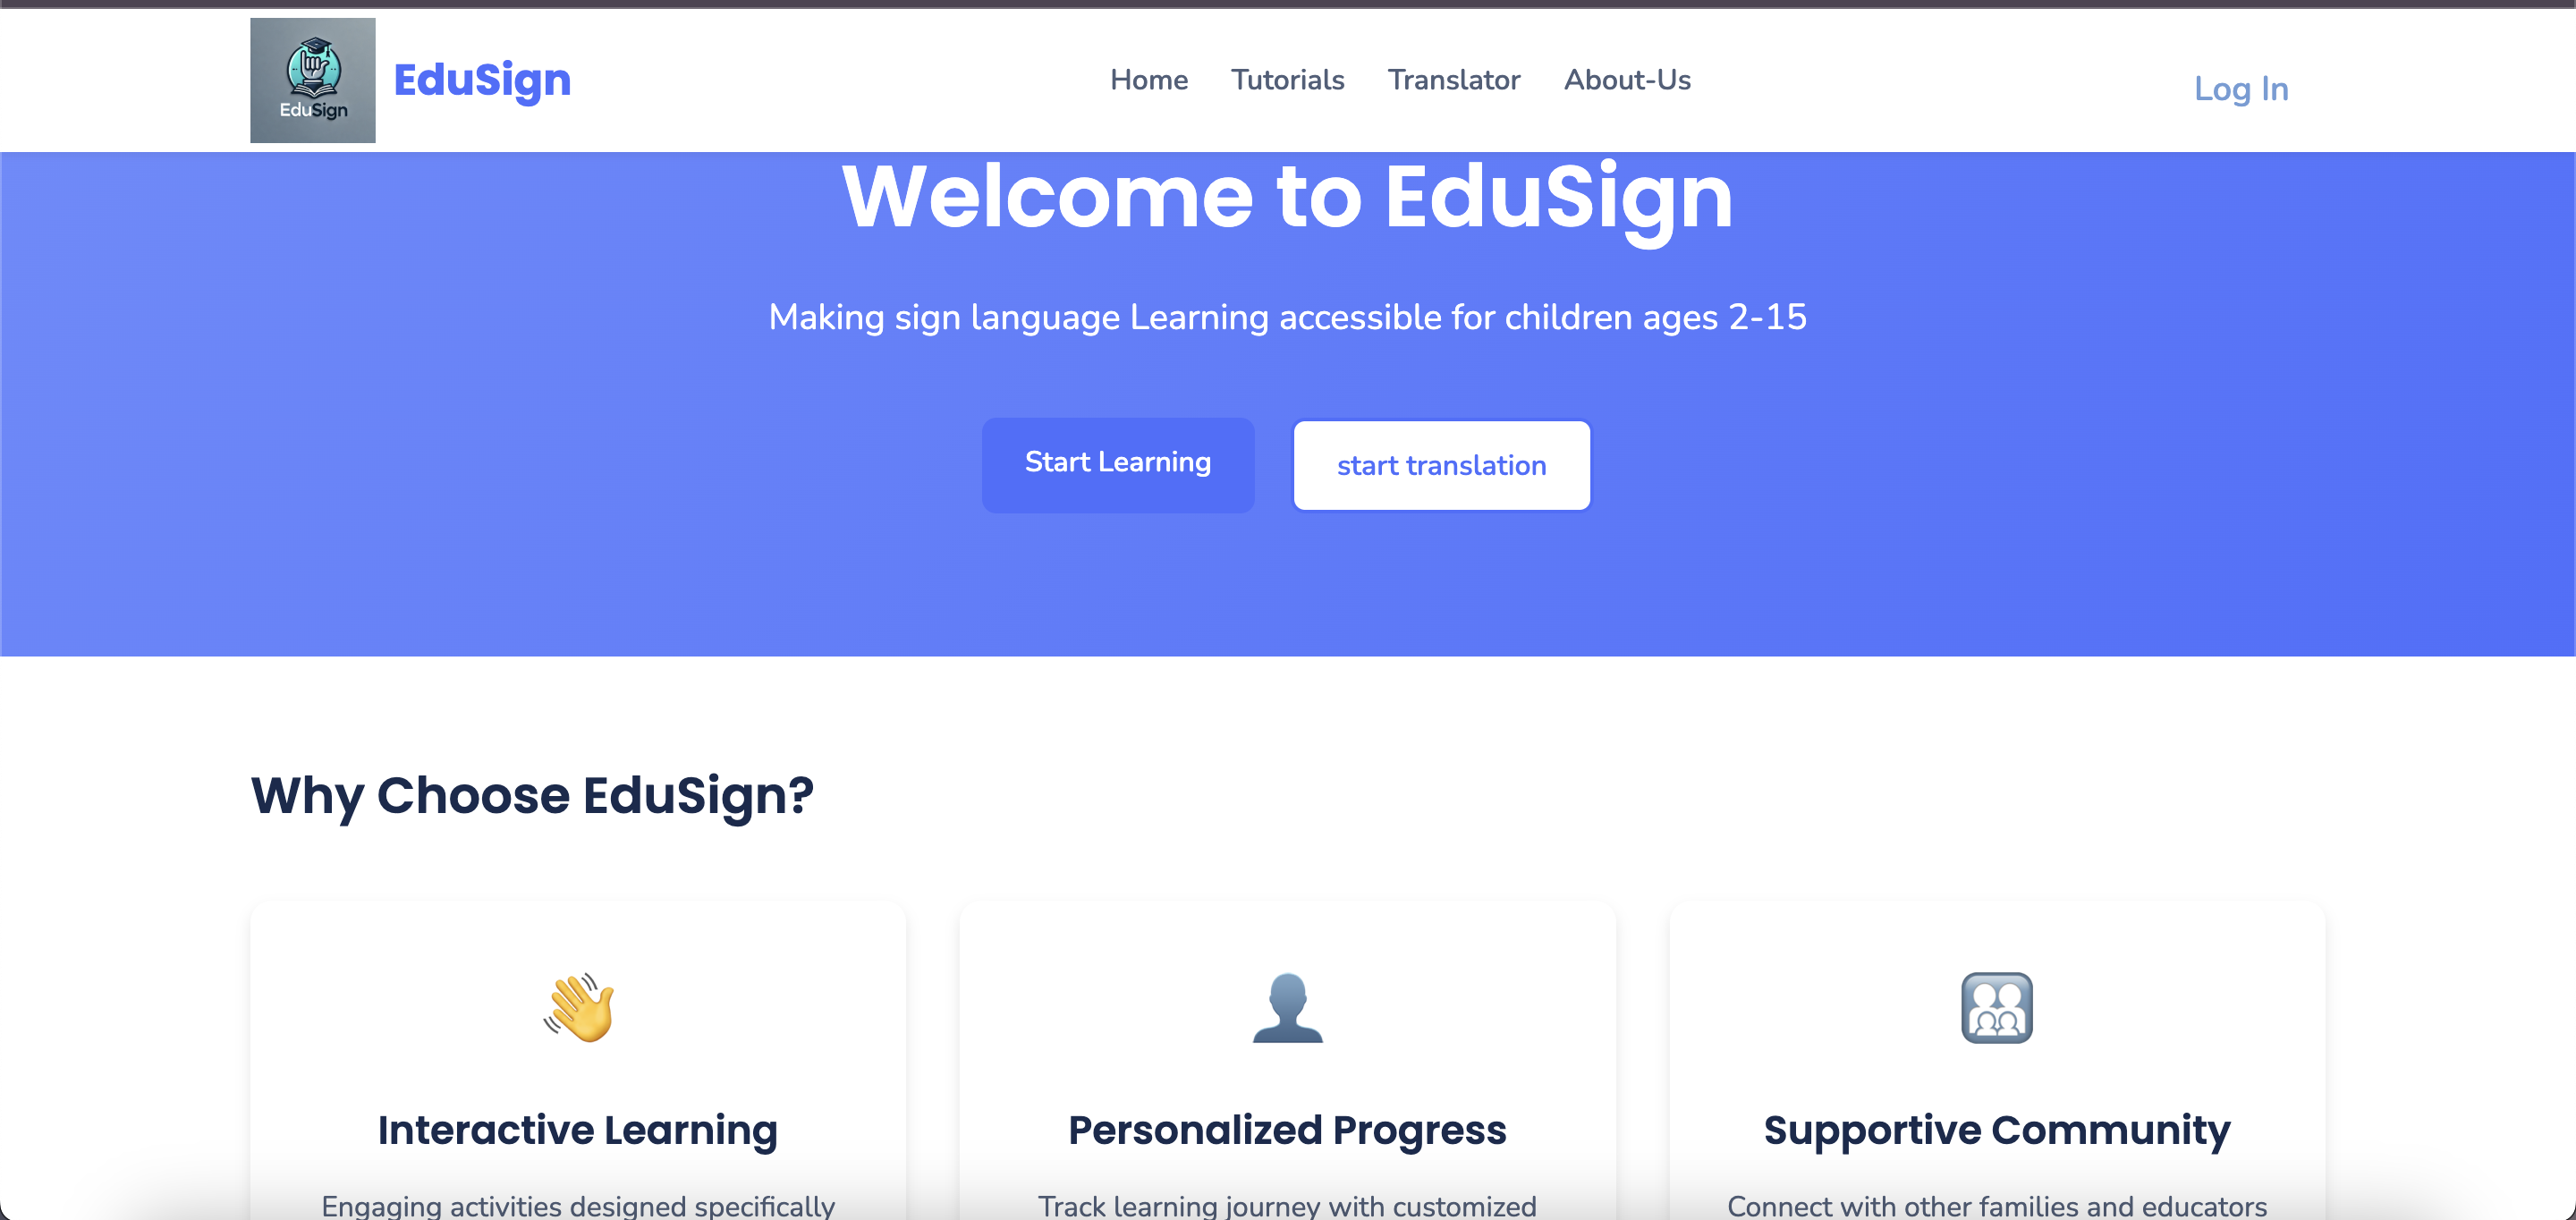 EduSign
EduSign
Home
Tutorials
Translator
About-Us
Log In
Welcome to EduSign
Making sign language Learning accessible for children ages 2-15
Start Learning
start translation
Why Choose EduSign?
Interactive Learning
Engaging activities designed specifically
Personalized Progress
Track learning journey with customized
Supportive Community
Connect with other families and educators